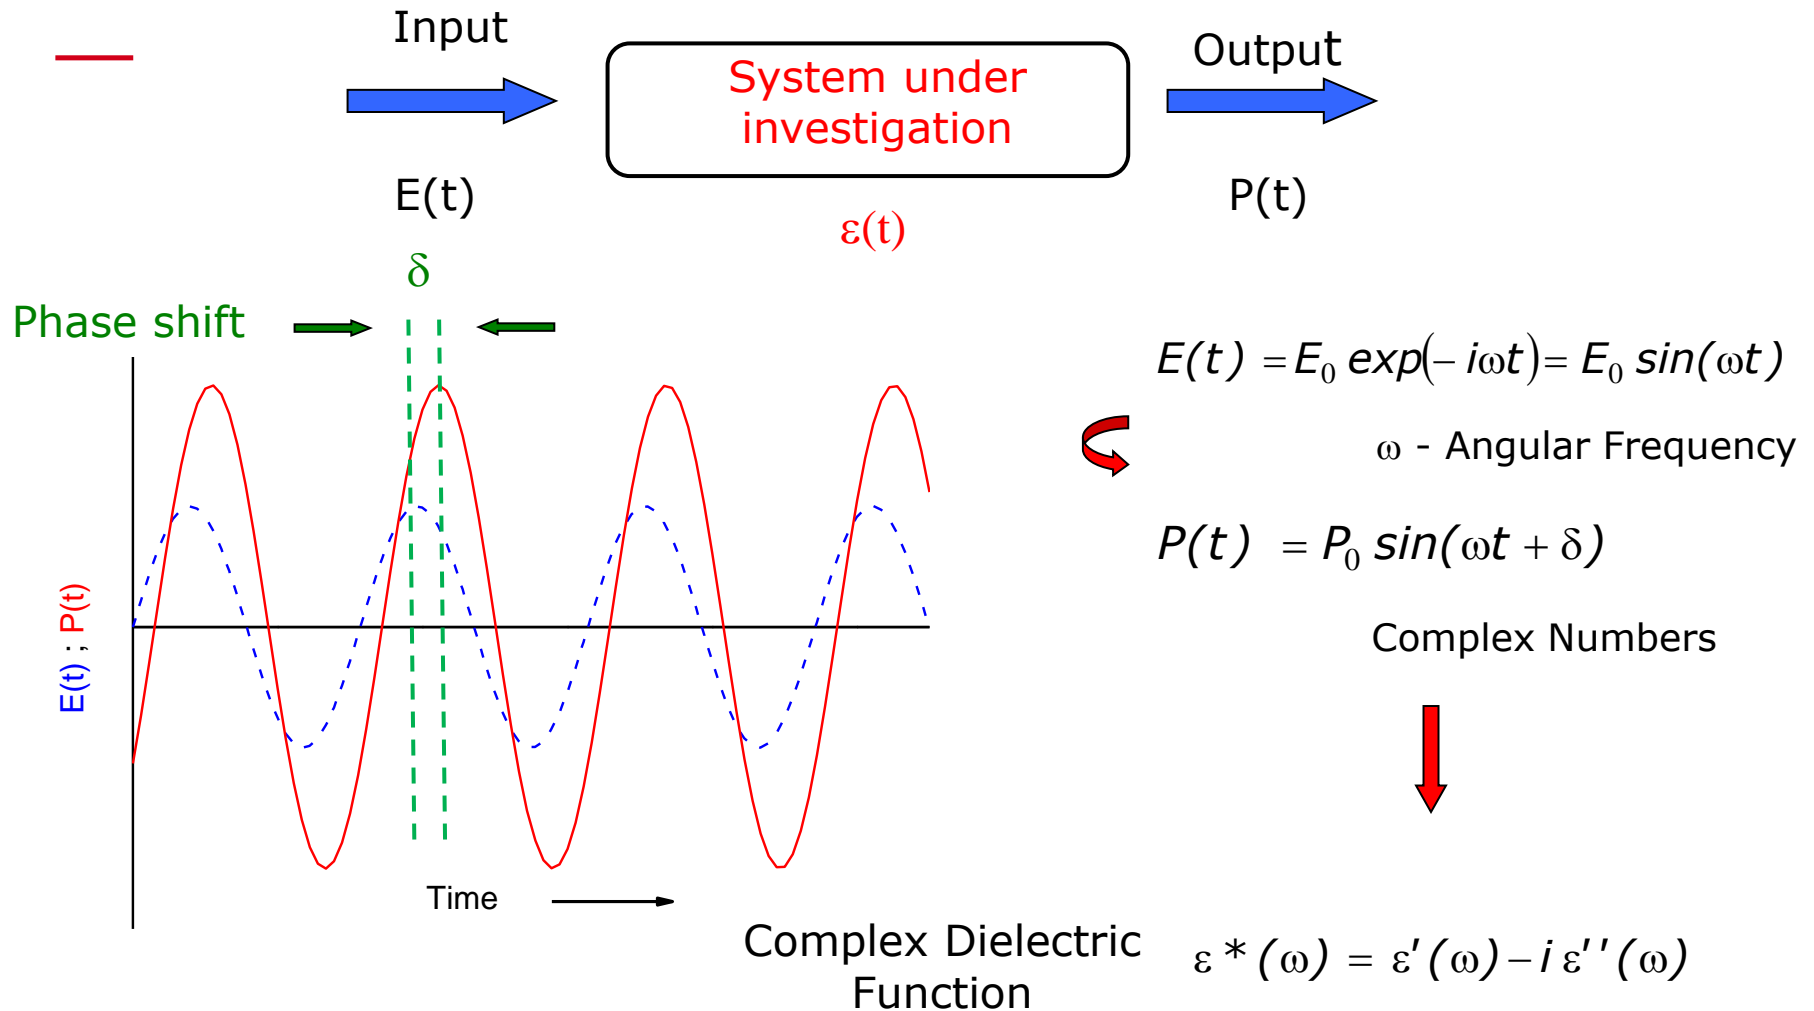 Input
Output
System under
investigation
E(t)
P(t)
ε(t)
δ
Phase shift
E(t) = E₀ exp(− iωt) = E₀ sin(ωt)
ω - Angular Frequency
P(t) = P₀ sin(ωt + δ)
Complex Numbers
E(t) ; P(t)
Time
Complex Dielectric
Function
ε * (ω) = ε′(ω) − i ε′′(ω)